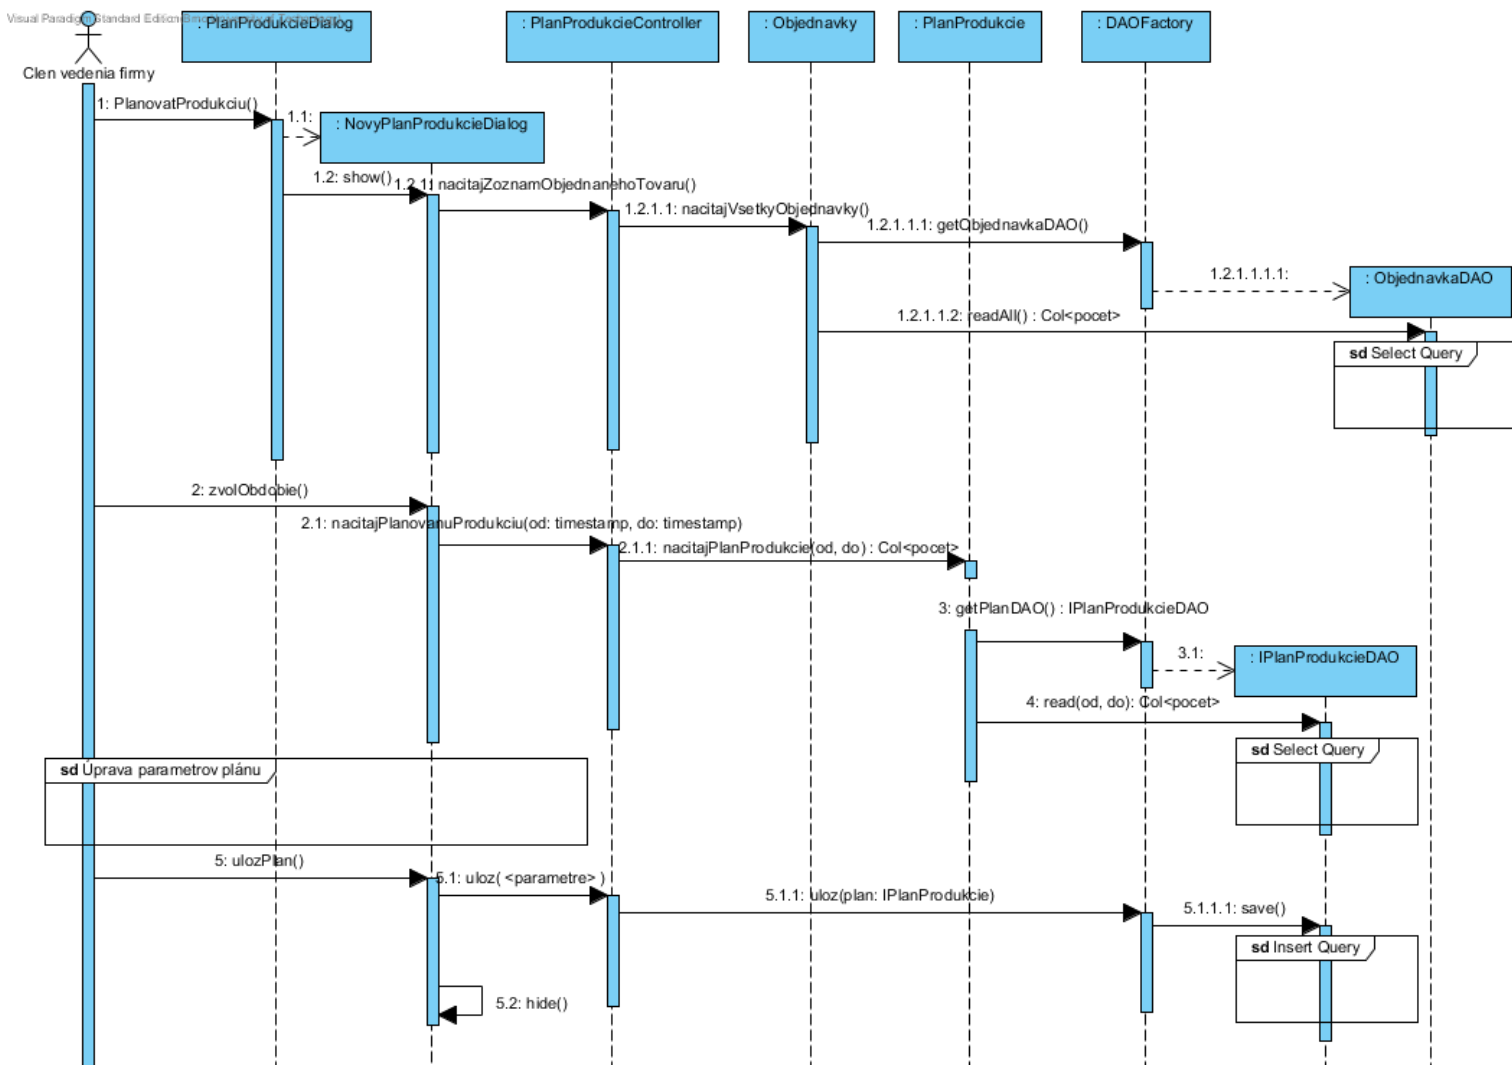 Visual Paradigm Standard Edition(Brno University of Technology)
: PlanProdukcieDialog
: PlanProdukcieController
: Objednavky
: PlanProdukcie
: DAOFactory
Clen vedenia firmy
1: PlanovatProdukciu()
1.1:
: NovyPlanProdukcieDialog
1.2: show()
1.2.1: nacitajZoznamObjednanehoTovaru()
1.2.1.1: nacitajVsetkyObjednavky()
1.2.1.1.1: getObjednavkaDAO()
1.2.1.1.1.1:
: ObjednavkaDAO
1.2.1.1.2: readAll() : Col<pocet>
sd Select Query
2: zvolObdobie()
2.1: nacitajPlanovanuProdukciu(od: timestamp, do: timestamp)
2.1.1: nacitajPlanProdukcie(od, do) : Col<pocet>
3: getPlanDAO() : IPlanProdukcieDAO
3.1:
: IPlanProdukcieDAO
4: read(od, do): Col<pocet>
sd Select Query
sd Úprava parametrov plánu
5: ulozPlan()
5.1: uloz( <parametre> )
5.1.1: uloz(plan: IPlanProdukcie)
5.1.1.1: save()
sd Insert Query
5.2: hide()